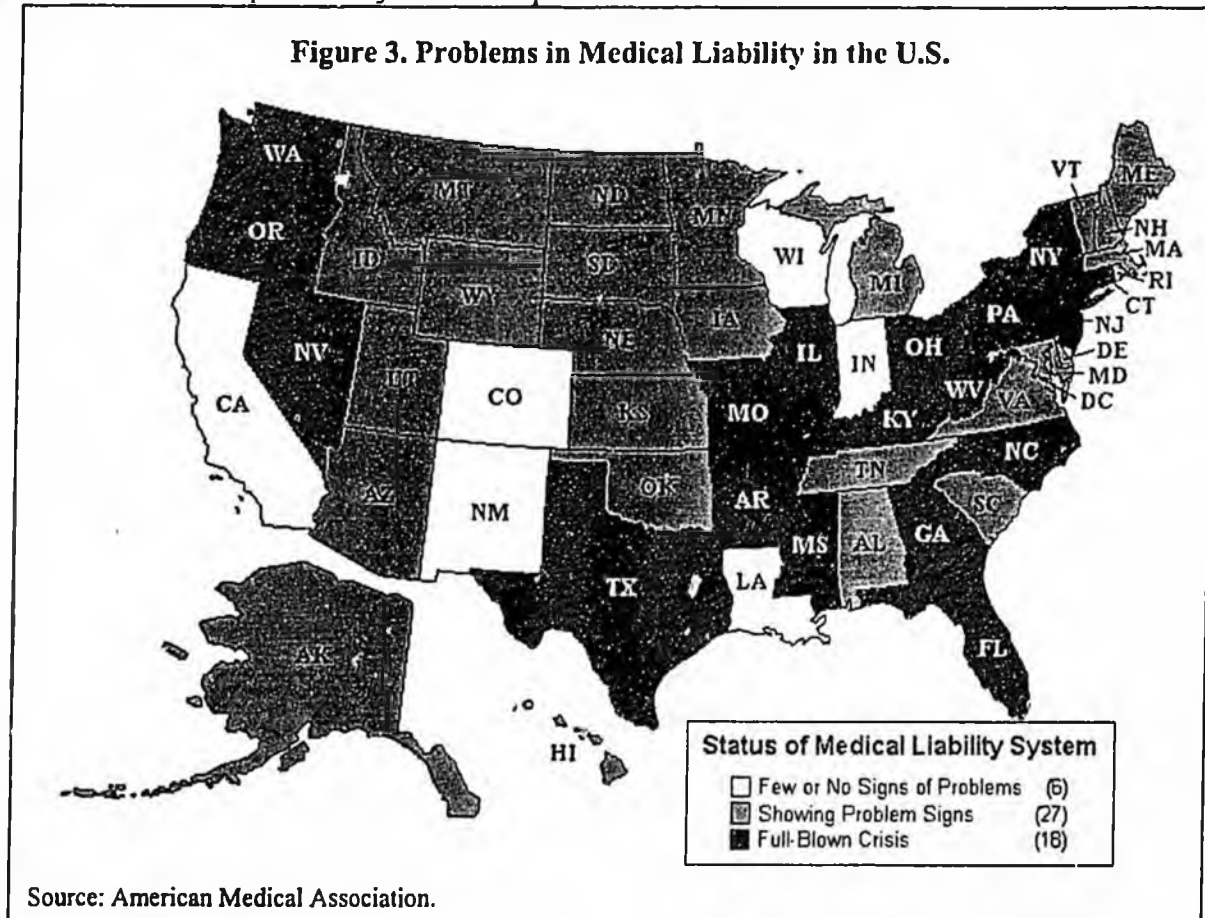 Figure 3. Problems in Medical Liability in the U.S.
WA
MT
ND
MN
VT
ME
OR
ID
SD
WI
NH
MA
NY
MI
RI
WY
CT
IA
PA
NV
NE
NJ
IL
OH
DE
UT
IN
MD
CO
WV
VA
DC
CA
KS
MO
KY
NC
TN
AZ
OK
NM
AR
SC
GA
MS
AL
TX
LA
AK
FL
HI
Status of Medical Liability System
Few or No Signs of Problems (6)
Showing Problem Signs (27)
Full-Blown Crisis (18)
Source: American Medical Association.